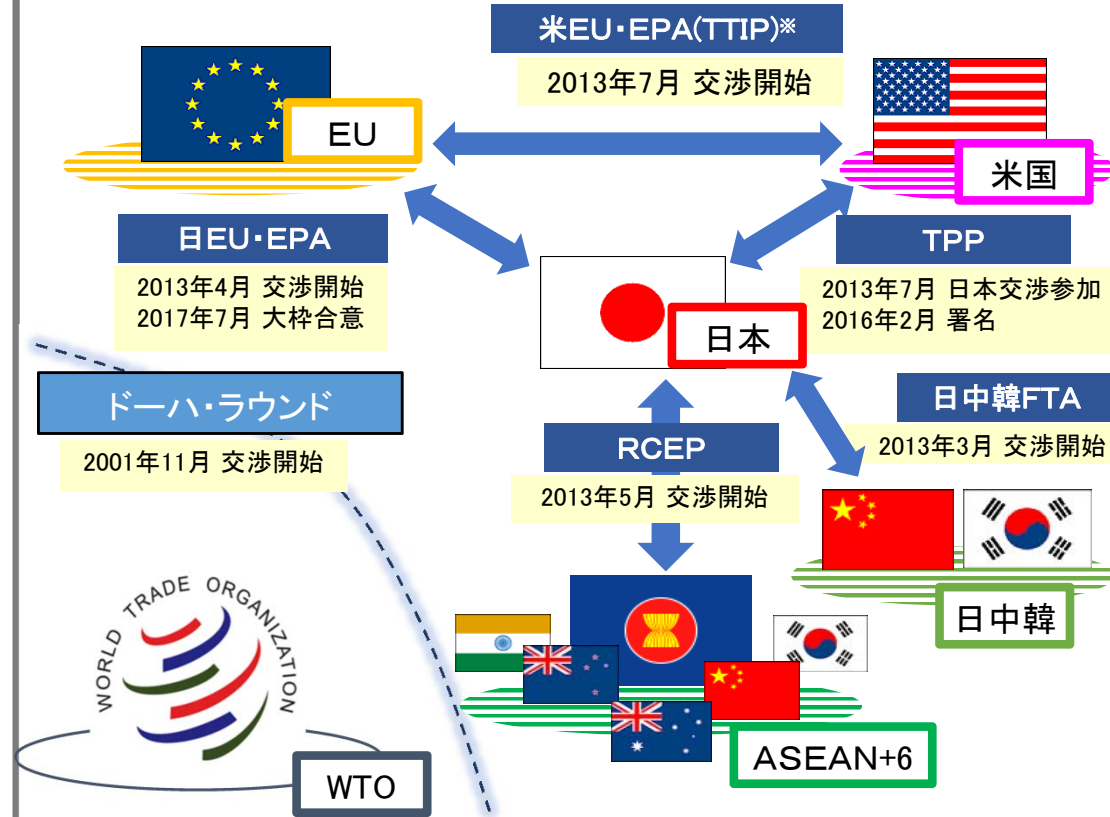 米EU・EPA(TTIP)※
2013年7月 交渉開始
EU
米国
日EU・EPA
2013年4月 交渉開始
2017年7月 大枠合意
TPP
2013年7月 日本交渉参加
2016年2月 署名
日本
ドーハ・ラウンド
2001年11月 交渉開始
日中韓FTA
2013年3月 交渉開始
RCEP
2013年5月 交渉開始
日中韓
WORLD TRADE ORGANIZATION
WTO
ASEAN+6